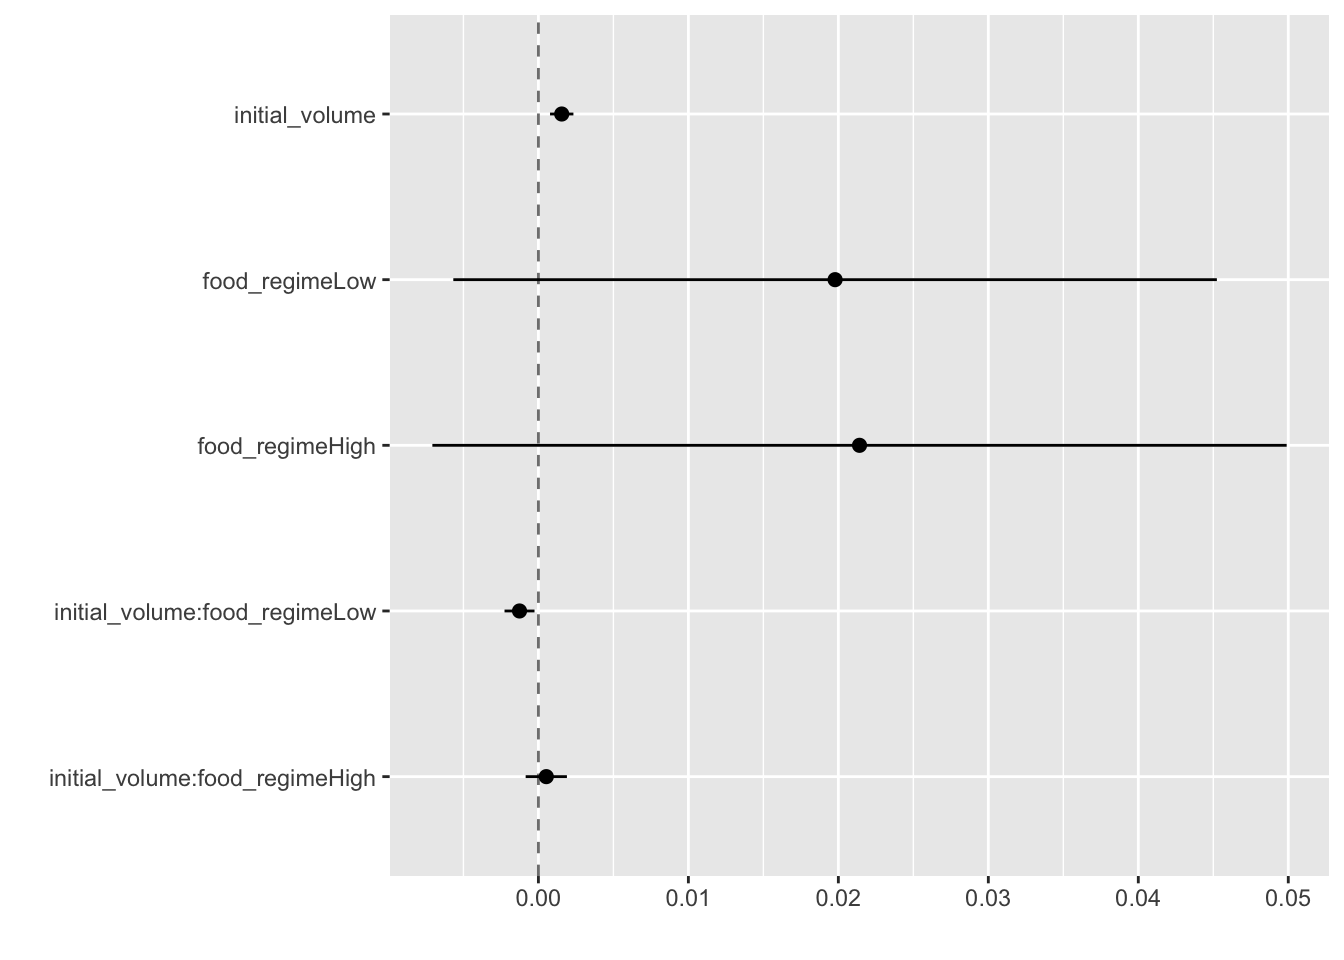 initial_volume
food_regimeLow
food_regimeHigh
initial_volume:food_regimeLow
initial_volume:food_regimeHigh
0.00 0.01 0.02 0.03 0.04 0.05